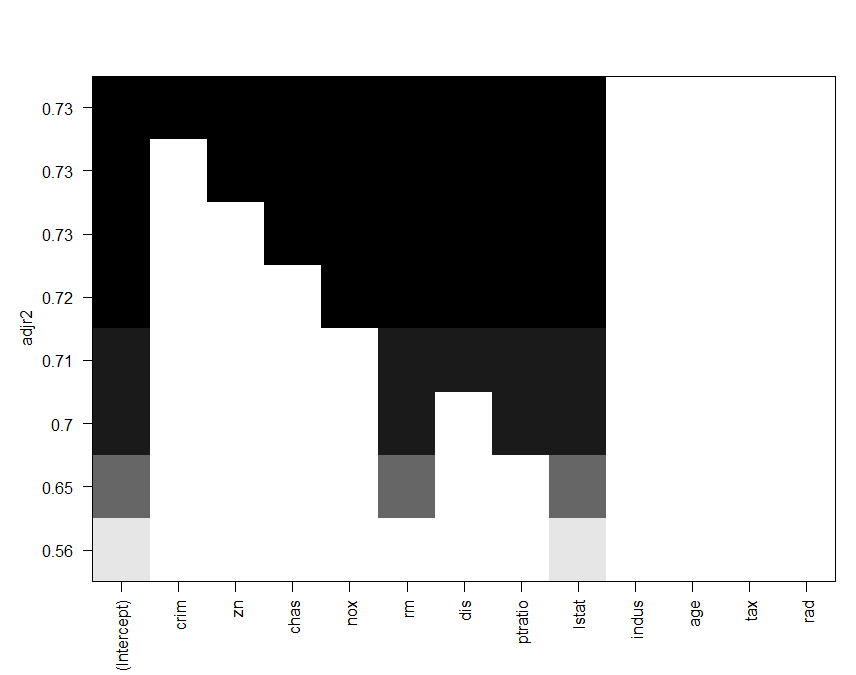 0.73
0.73
0.73
0.72
0.71
0.7
0.65
0.56
adjr2
(Intercept)
crim
zn
chas
nox
rm
dis
ptratio
lstat
indus
age
tax
rad